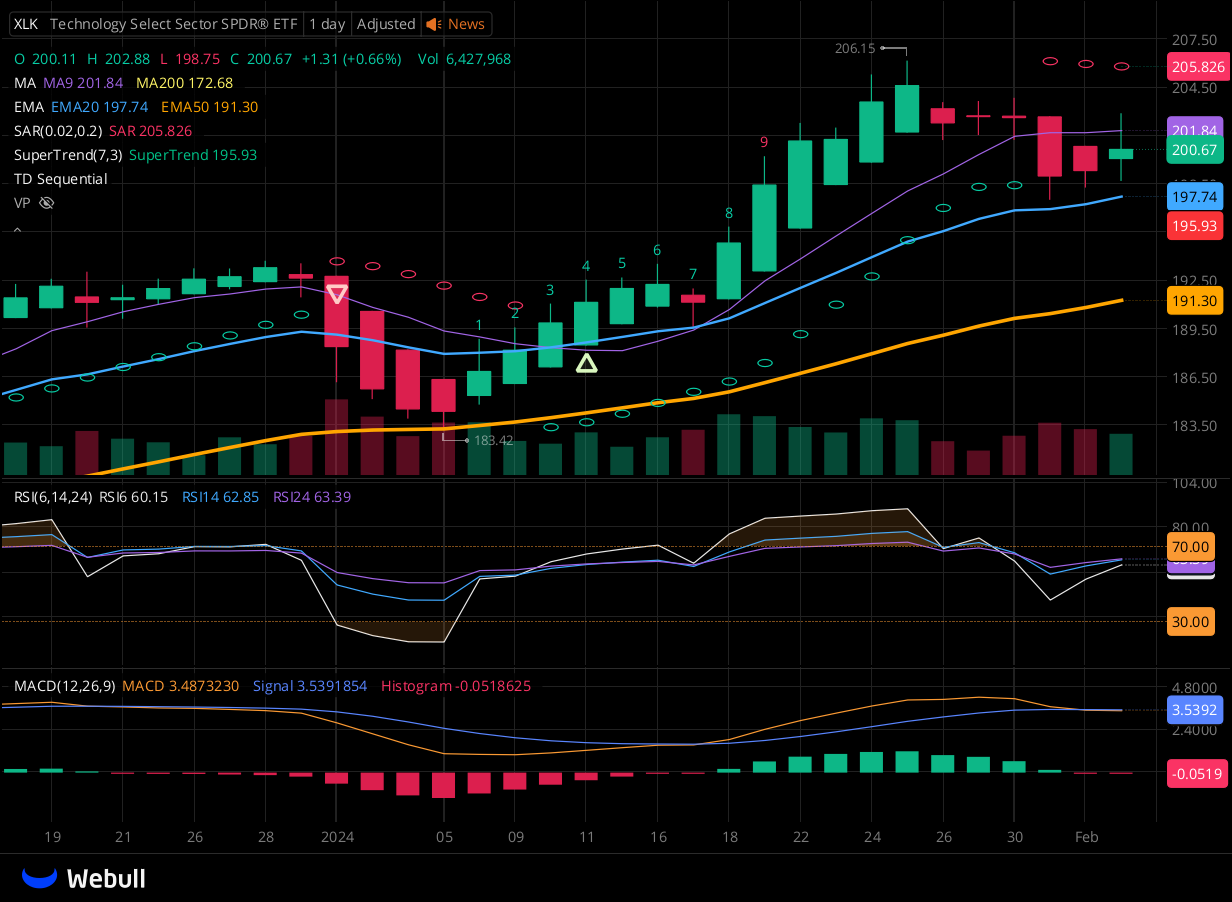 XLK Technology Select Sector SPDR® ETF 1 day Adjusted News
O 200.11 H 202.88 L 198.75 C 200.67 +1.31 (+0.66%) Vol 6,427,968
MA MA9 201.84 MA200 172.68
EMA EMA20 197.74 EMA50 191.30
SAR(0.02,0.2) SAR 205.826
SuperTrend(7,3) SuperTrend 195.93
TD Sequential
VP
206.15
183.42
1
2
3
4
5
6
7
8
9
207.50
205.826
204.50
201.84
200.67
197.74
195.93
192.50
191.30
189.50
186.50
183.50
RSI(6,14,24) RSI6 60.15 RSI14 62.85 RSI24 63.39
104.00
80.00
70.00
30.00
MACD(12,26,9) MACD 3.4873230 Signal 3.5391854 Histogram -0.0518625
4.8000
3.5392
2.4000
-0.0519
19 21 26 28 2024 05 09 11 16 18 22 24 26 30 Feb
Webull